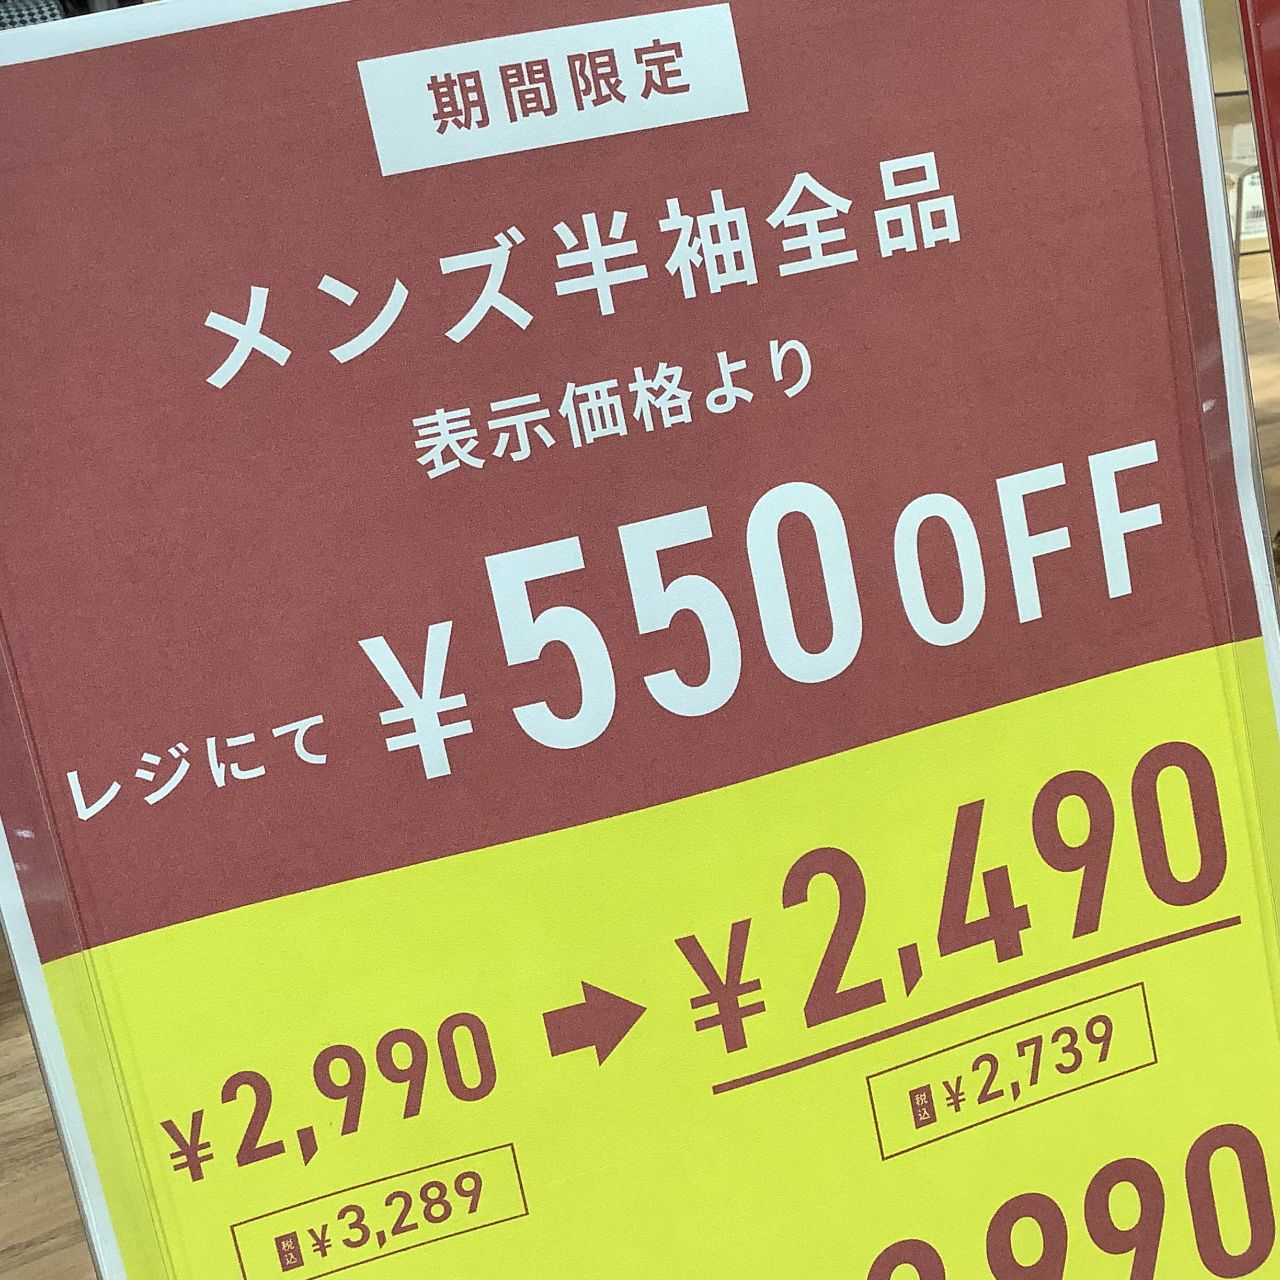 期間限定
メンズ半袖全品
表示価格より
レジにて ¥550 OFF
¥2,990 ➡ ¥2,490
税込 ¥3,289
税込 ¥2,739
,990